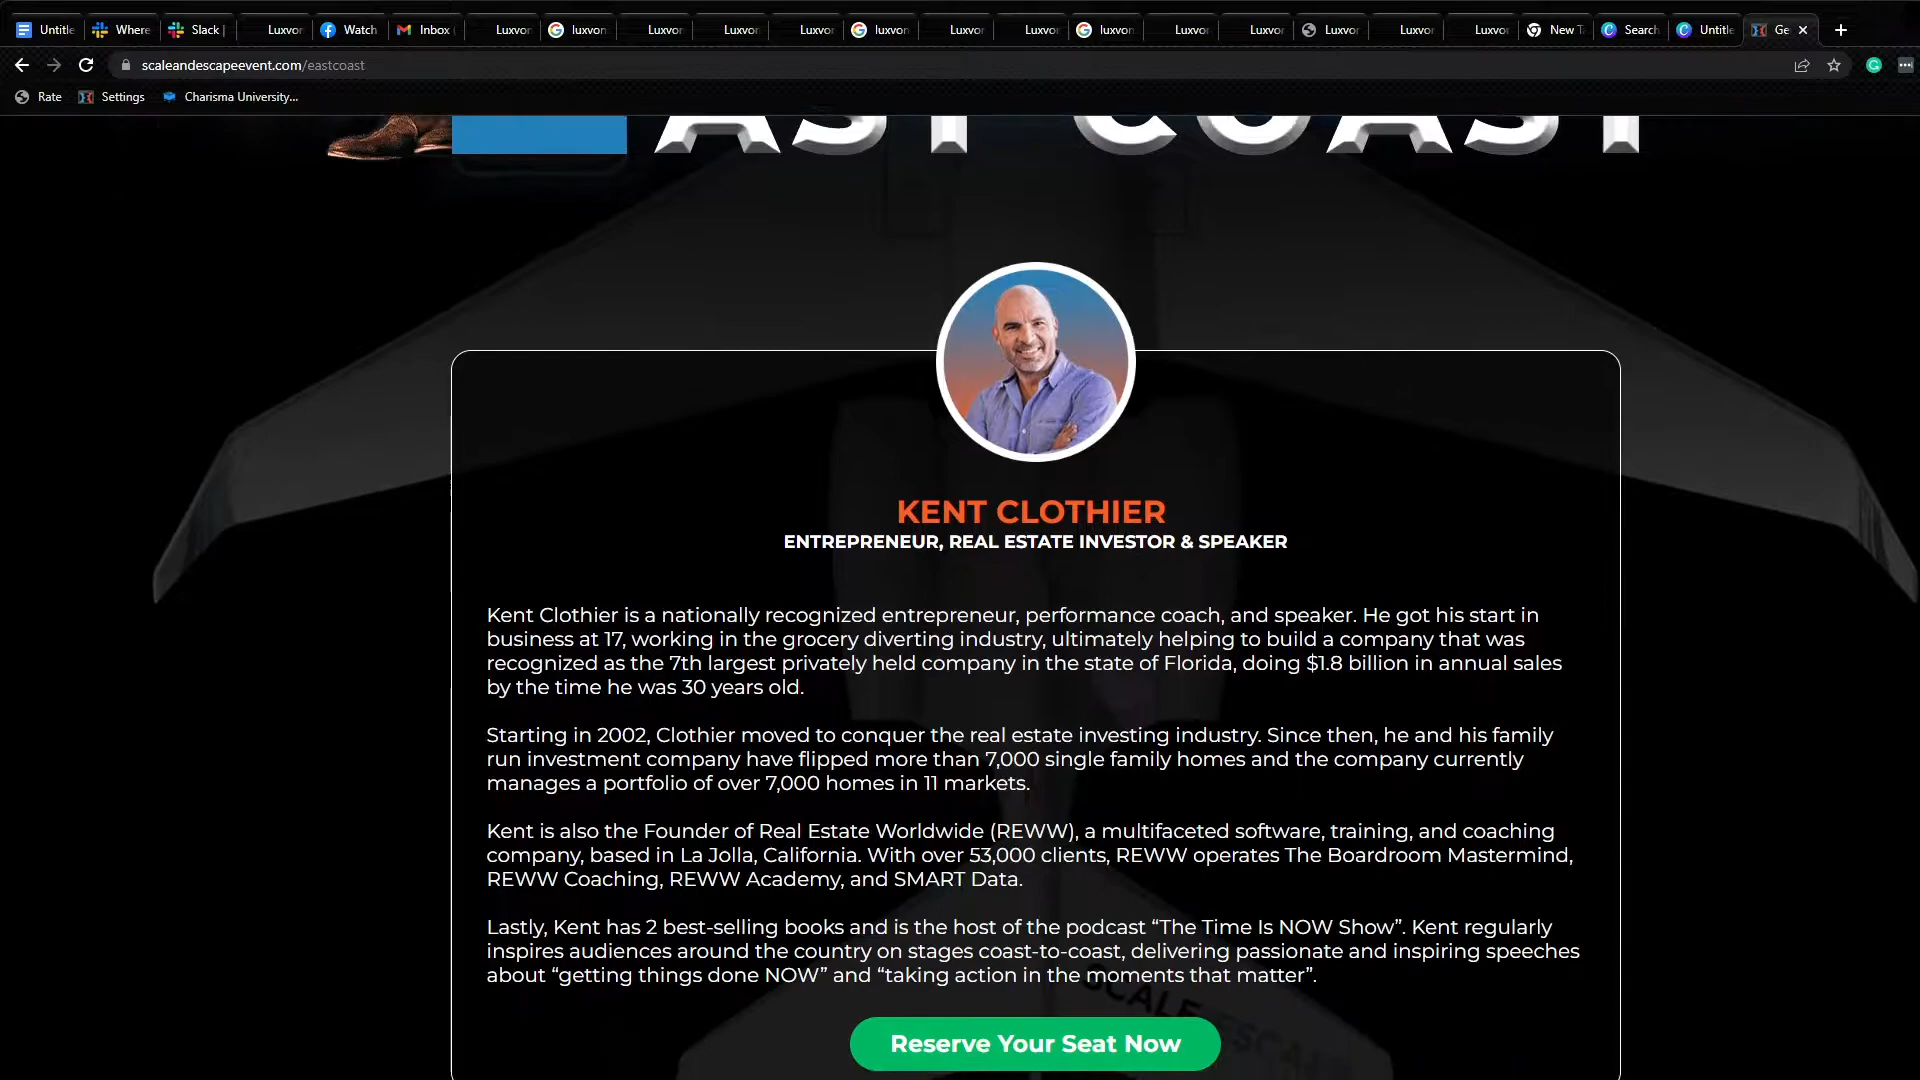 Untitle
Where
Slack
Luxvor
Watch
Inbox
Luxvor
luxvon
Luxvor
Luxvor
Luxvor
luxvon
Luxvor
Luxvor
luxvon
Luxvor
Luxvor
Luxvor
Luxvor
Luxvor
New T
Search
Untitle
Ge
scaleandescapeevent.com/eastcoast
Rate
Settings
Charisma University...
AST COAST
KENT CLOTHIER
ENTREPRENEUR, REAL ESTATE INVESTOR & SPEAKER
Kent Clothier is a nationally recognized entrepreneur, performance coach, and speaker. He got his start in
business at 17, working in the grocery diverting industry, ultimately helping to build a company that was
recognized as the 7th largest privately held company in the state of Florida, doing $1.8 billion in annual sales
by the time he was 30 years old.
Starting in 2002, Clothier moved to conquer the real estate investing industry. Since then, he and his family
run investment company have flipped more than 7,000 single family homes and the company currently
manages a portfolio of over 7,000 homes in 11 markets.
Kent is also the Founder of Real Estate Worldwide (REWW), a multifaceted software, training, and coaching
company, based in La Jolla, California. With over 53,000 clients, REWW operates The Boardroom Mastermind,
REWW Coaching, REWW Academy, and SMART Data.
Lastly, Kent has 2 best-selling books and is the host of the podcast “The Time Is NOW Show”. Kent regularly
inspires audiences around the country on stages coast-to-coast, delivering passionate and inspiring speeches
about “getting things done NOW” and “taking action in the moments that matter”.
SCALE ESCAPE
Reserve Your Seat Now